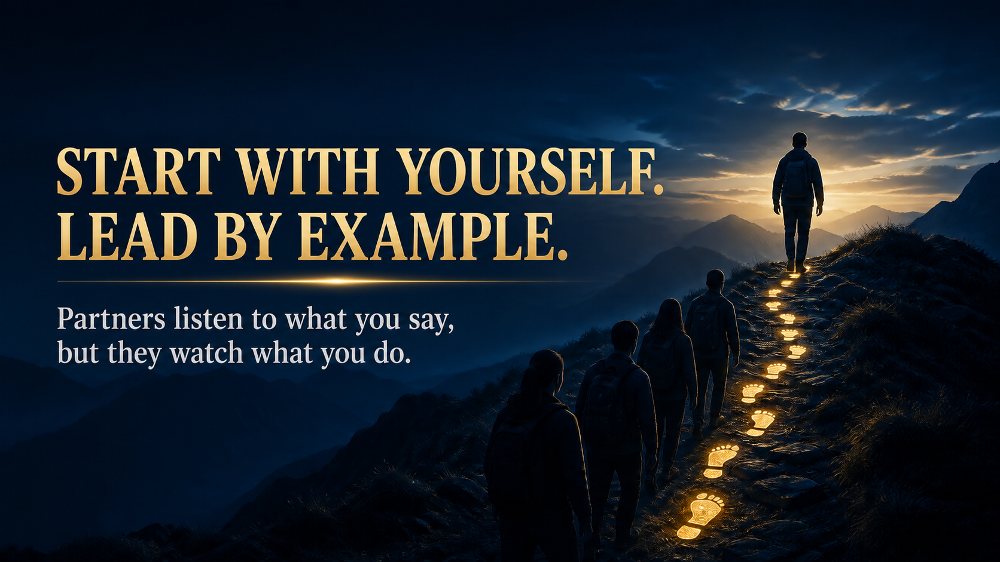 START WITH YOURSELF.
LEAD BY EXAMPLE.
Partners listen to what you say,
but they watch what you do.